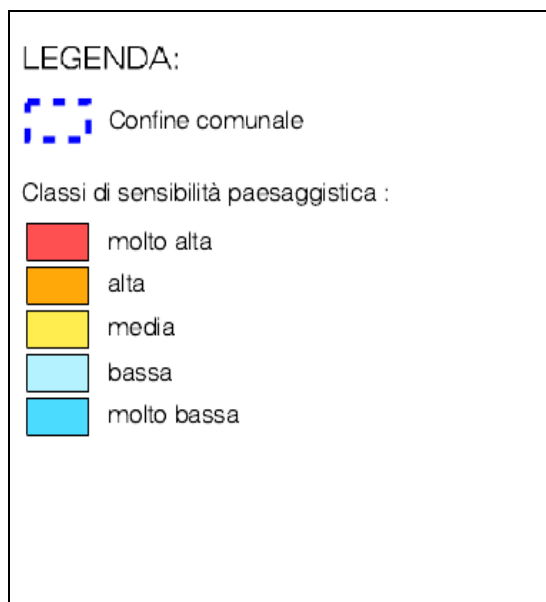 LEGENDA:
Confine comunale
Classi di sensibilità paesaggistica :
molto alta
alta
media
bassa
molto bassa